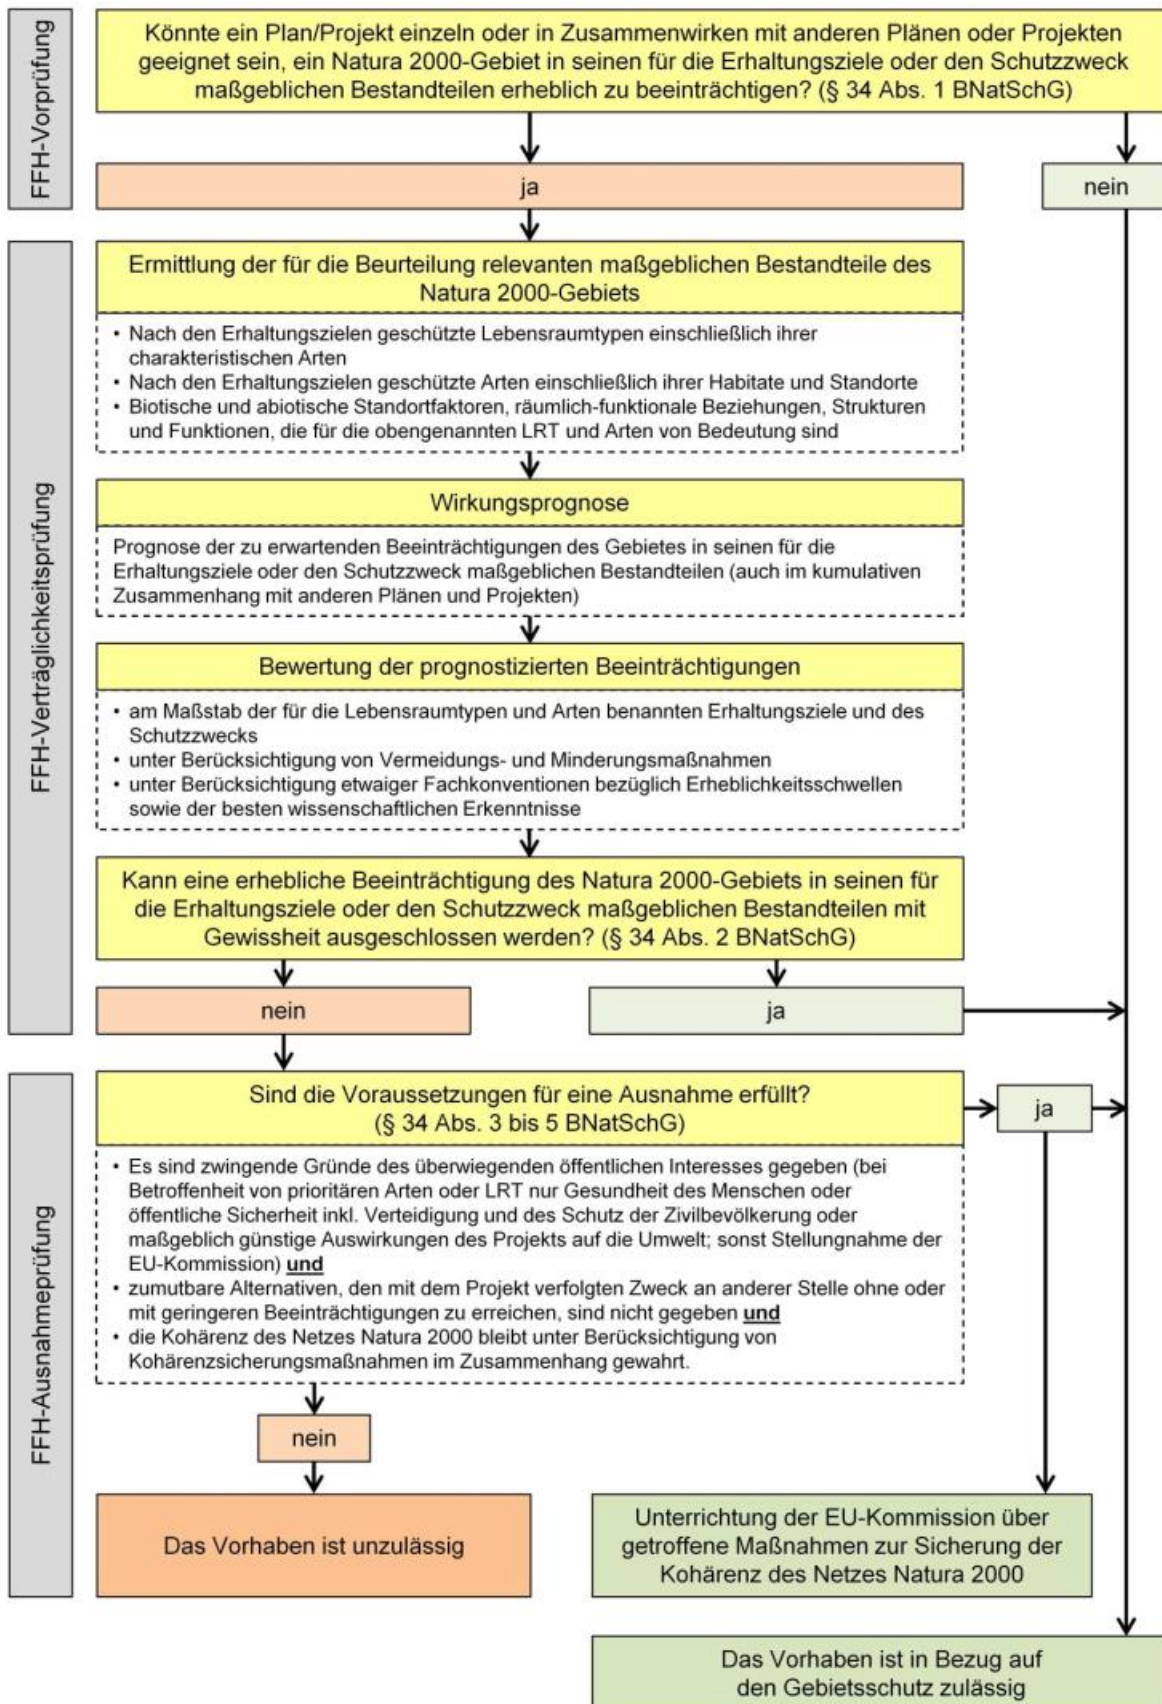 FFH-Vorprüfung
Könnte ein Plan/Projekt einzeln oder in Zusammenwirken mit anderen Plänen oder Projekten
geeignet sein, ein Natura 2000-Gebiet in seinen für die Erhaltungsziele oder den Schutzzweck
maßgeblichen Bestandteilen erheblich zu beeinträchtigen? (§ 34 Abs. 1 BNatSchG)
ja
nein
FFH-Verträglichkeitsprüfung
Ermittlung der für die Beurteilung relevanten maßgeblichen Bestandteile des
Natura 2000-Gebiets
• Nach den Erhaltungszielen geschützte Lebensraumtypen einschließlich ihrer
charakteristischen Arten
• Nach den Erhaltungszielen geschützte Arten einschließlich ihrer Habitate und Standorte
• Biotische und abiotische Standortfaktoren, räumlich-funktionale Beziehungen, Strukturen
und Funktionen, die für die obengenannten LRT und Arten von Bedeutung sind
Wirkungsprognose
Prognose der zu erwartenden Beeinträchtigungen des Gebietes in seinen für die
Erhaltungsziele oder den Schutzzweck maßgeblichen Bestandteilen (auch im kumulativen
Zusammenhang mit anderen Plänen und Projekten)
Bewertung der prognostizierten Beeinträchtigungen
• am Maßstab der für die Lebensraumtypen und Arten benannten Erhaltungsziele und des
Schutzzwecks
• unter Berücksichtigung von Vermeidungs- und Minderungsmaßnahmen
• unter Berücksichtigung etwaiger Fachkonventionen bezüglich Erheblichkeitsschwellen
sowie der besten wissenschaftlichen Erkenntnisse
Kann eine erhebliche Beeinträchtigung des Natura 2000-Gebiets in seinen für
die Erhaltungsziele oder den Schutzzweck maßgeblichen Bestandteilen mit
Gewissheit ausgeschlossen werden? (§ 34 Abs. 2 BNatSchG)
nein
ja
FFH-Ausnahmeprüfung
Sind die Voraussetzungen für eine Ausnahme erfüllt?
(§ 34 Abs. 3 bis 5 BNatSchG)
ja
• Es sind zwingende Gründe des überwiegenden öffentlichen Interesses gegeben (bei
Betroffenheit von prioritären Arten oder LRT nur Gesundheit des Menschen oder
öffentliche Sicherheit inkl. Verteidigung und des Schutz der Zivilbevölkerung oder
maßgeblich günstige Auswirkungen des Projekts auf die Umwelt; sonst Stellungnahme der
EU-Kommission) und
• zumutbare Alternativen, den mit dem Projekt verfolgten Zweck an anderer Stelle ohne oder
mit geringeren Beeinträchtigungen zu erreichen, sind nicht gegeben und
• die Kohärenz des Netzes Natura 2000 bleibt unter Berücksichtigung von
Kohärenzsicherungsmaßnahmen im Zusammenhang gewahrt.
nein
Das Vorhaben ist unzulässig
Unterrichtung der EU-Kommission über
getroffene Maßnahmen zur Sicherung der
Kohärenz des Netzes Natura 2000
Das Vorhaben ist in Bezug auf
den Gebietsschutz zulässig